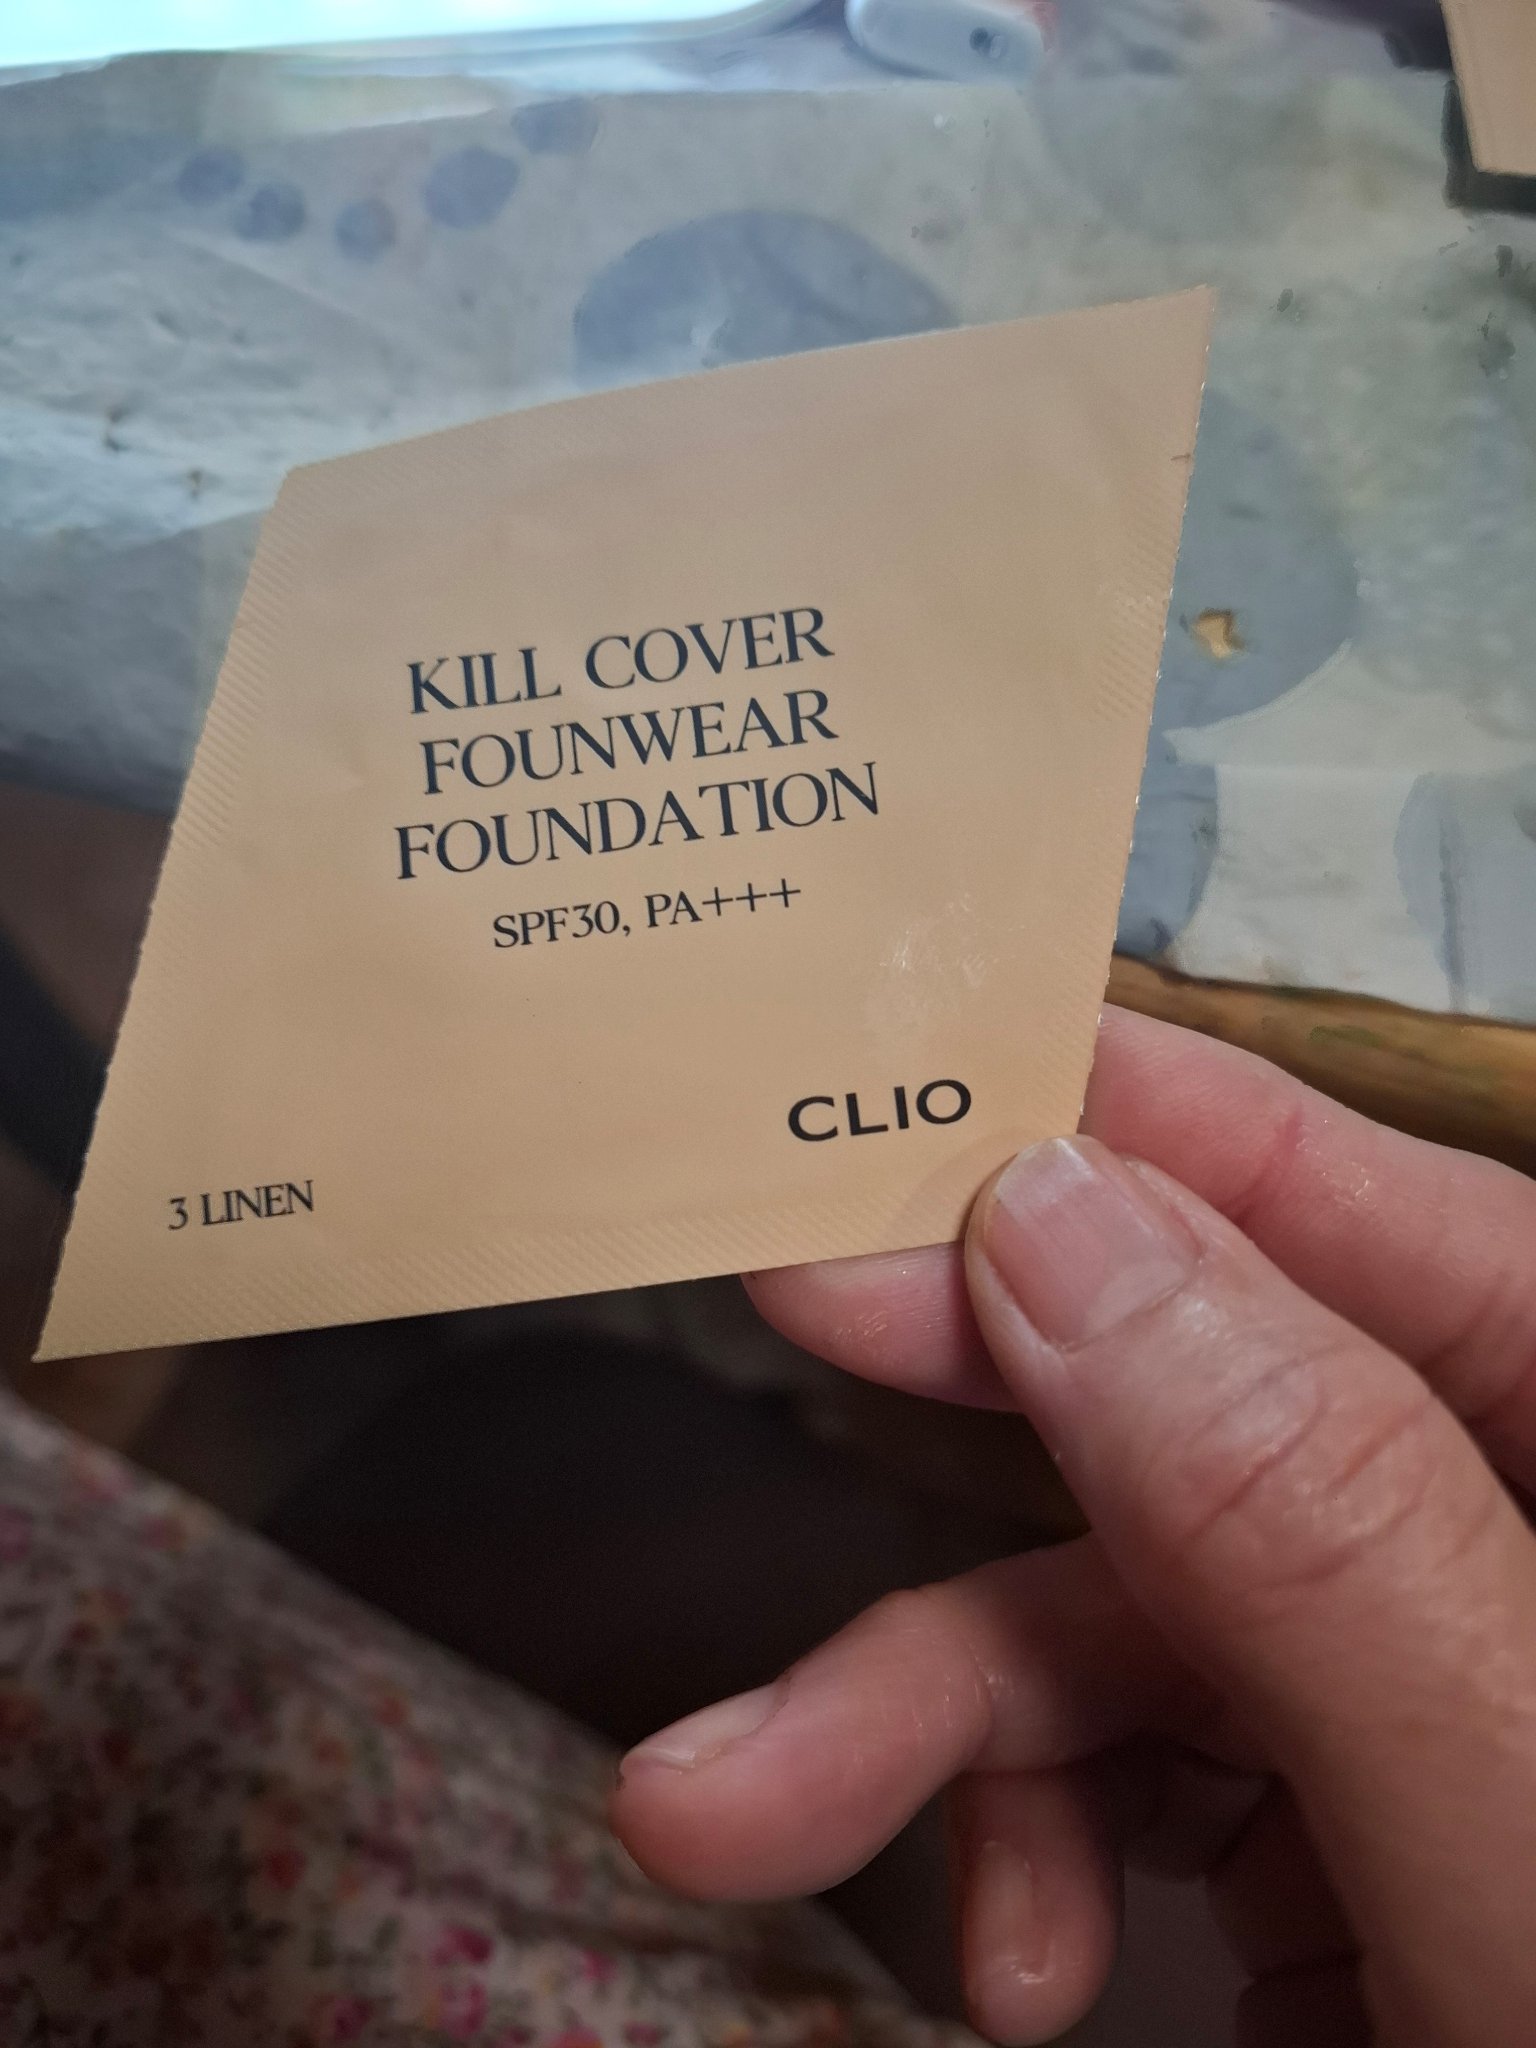 KILL COVER
FOUNWEAR
FOUNDATION
SPF30, PA+++
CLIO
3 LINEN